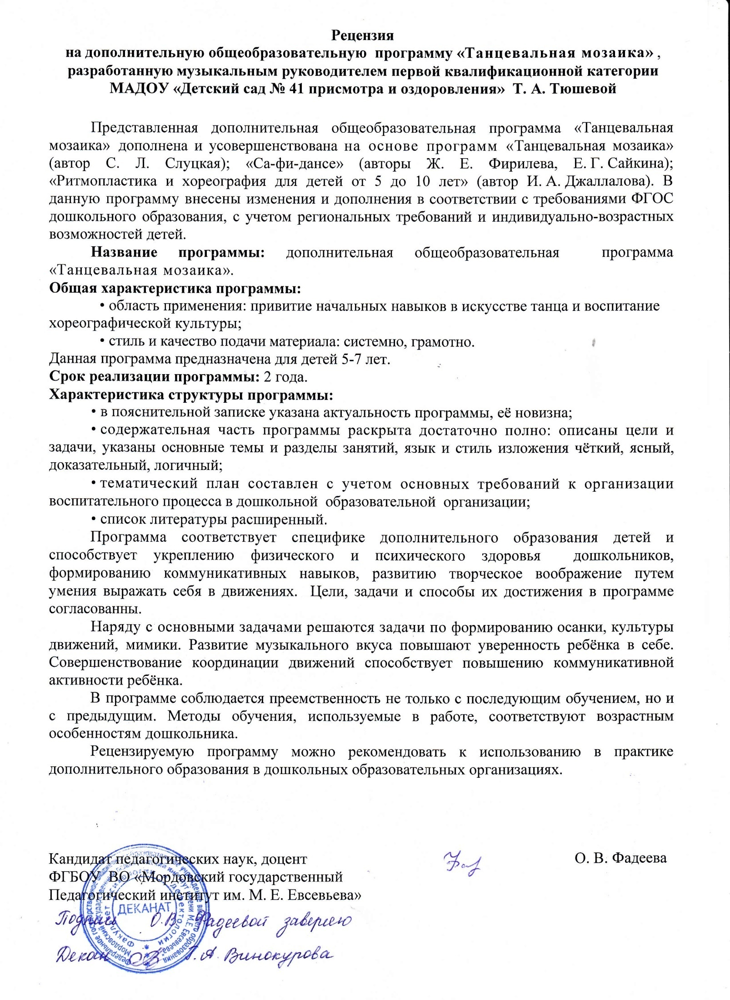 Рецензия
на дополнительную общеобразовательную программу «Танцевальная мозаика» ,
разработанную музыкальным руководителем первой квалификационной категории
МАДОУ «Детский сад № 41 присмотра и оздоровления» Т. А. Тюшевой
Представленная дополнительная общеобразовательная программа «Танцевальная
мозаика» дополнена и усовершенствована на основе программ «Танцевальная мозаика»
(автор С. Л. Слуцкая); «Са-фи-дансе» (авторы Ж. Е. Фирилева, Е. Г. Сайкина);
«Ритмопластика и хореография для детей от 5 до 10 лет» (автор И. А. Джаллалова). В
данную программу внесены изменения и дополнения в соответствии с требованиями ФГОС
дошкольного образования, с учетом региональных требований и индивидуально-возрастных
возможностей детей.
Название программы: дополнительная общеобразовательная программа
«Танцевальная мозаика».
Общая характеристика программы:
• область применения: привитие начальных навыков в искусстве танца и воспитание
хореографической культуры;
• стиль и качество подачи материала: системно, грамотно.
Данная программа предназначена для детей 5-7 лет.
Срок реализации программы: 2 года.
Характеристика структуры программы:
• в пояснительной записке указана актуальность программы, её новизна;
• содержательная часть программы раскрыта достаточно полно: описаны цели и
задачи, указаны основные темы и разделы занятий, язык и стиль изложения чёткий, ясный,
доказательный, логичный;
• тематический план составлен с учетом основных требований к организации
воспитательного процесса в дошкольной образовательной организации;
• список литературы расширенный.
Программа соответствует специфике дополнительного образования детей и
способствует укреплению физического и психического здоровья дошкольников,
формированию коммуникативных навыков, развитию творческое воображение путем
умения выражать себя в движениях. Цели, задачи и способы их достижения в программе
согласованны.
Наряду с основными задачами решаются задачи по формированию осанки, культуры
движений, мимики. Развитие музыкального вкуса повышают уверенность ребёнка в себе.
Совершенствование координации движений способствует повышению коммуникативной
активности ребёнка.
В программе соблюдается преемственность не только с последующим обучением, но и
с предыдущим. Методы обучения, используемые в работе, соответствуют возрастным
особенностям дошкольника.
Рецензируемую программу можно рекомендовать к использованию в практике
дополнительного образования в дошкольных образовательных организациях.
Кандидат педагогических наук, доцент О. В. Фадеева
ФГБОУ ВО «Мордовский государственный
Педагогический институт им. М. Е. Евсевьева»
ДЕКАНАТ
Подпись О.В. Фадеевой заверяю
Декан Г.А. Винокурова